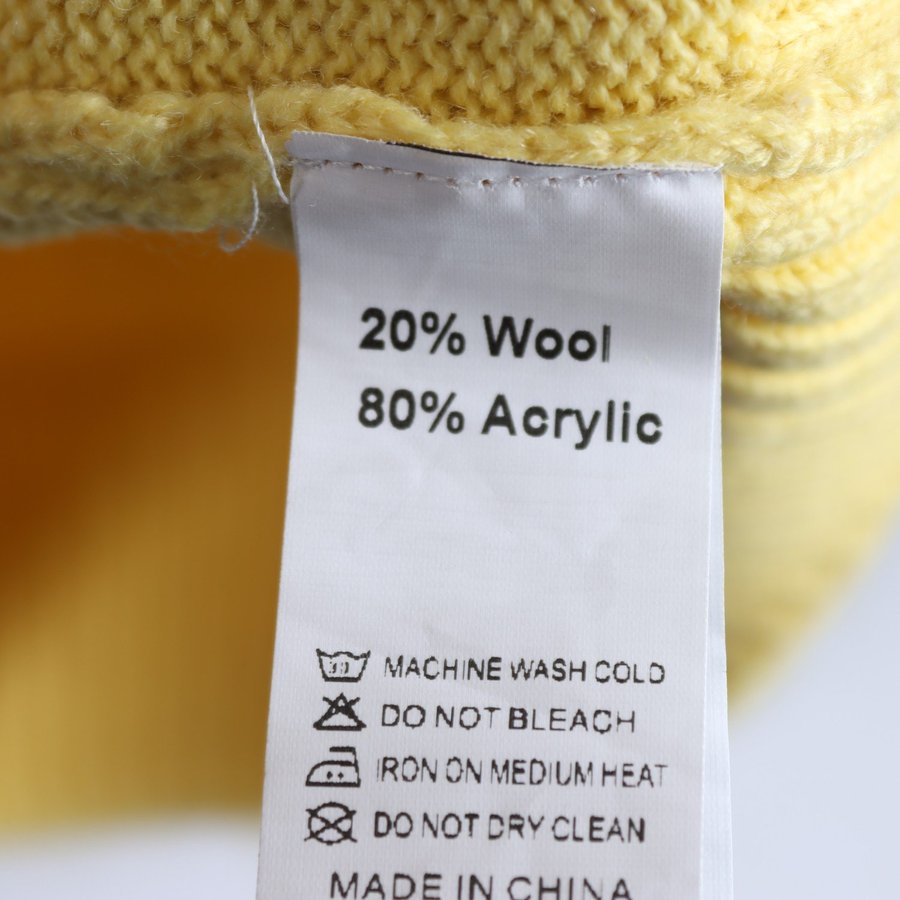 20% Wool
80% Acrylic
30 MACHINE WASH COLD
DO NOT BLEACH
IRON ON MEDIUM HEAT
DO NOT DRY CLEAN
MADE IN CHINA